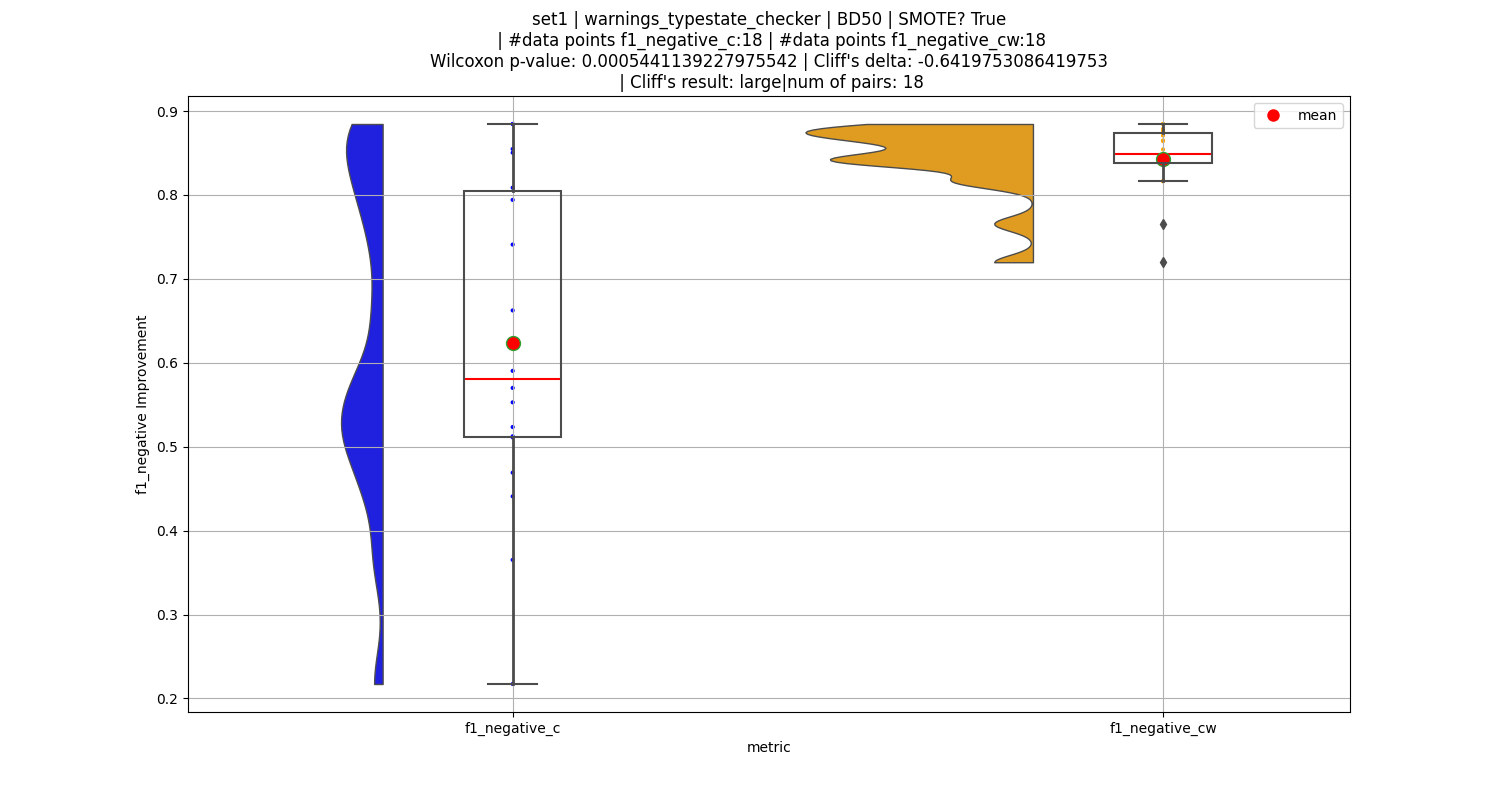 set1 | warnings_typestate_checker | BD50 | SMOTE? True
| #data points f1_negative_c:18 | #data points f1_negative_cw:18
Wilcoxon p-value: 0.0005441139227975542 | Cliff's delta: -0.6419753086419753
| Cliff's result: large|num of pairs: 18
mean
0.9
0.8
0.7
0.6
0.5
0.4
0.3
0.2
f1_negative Improvement
f1_negative_c
f1_negative_cw
metric